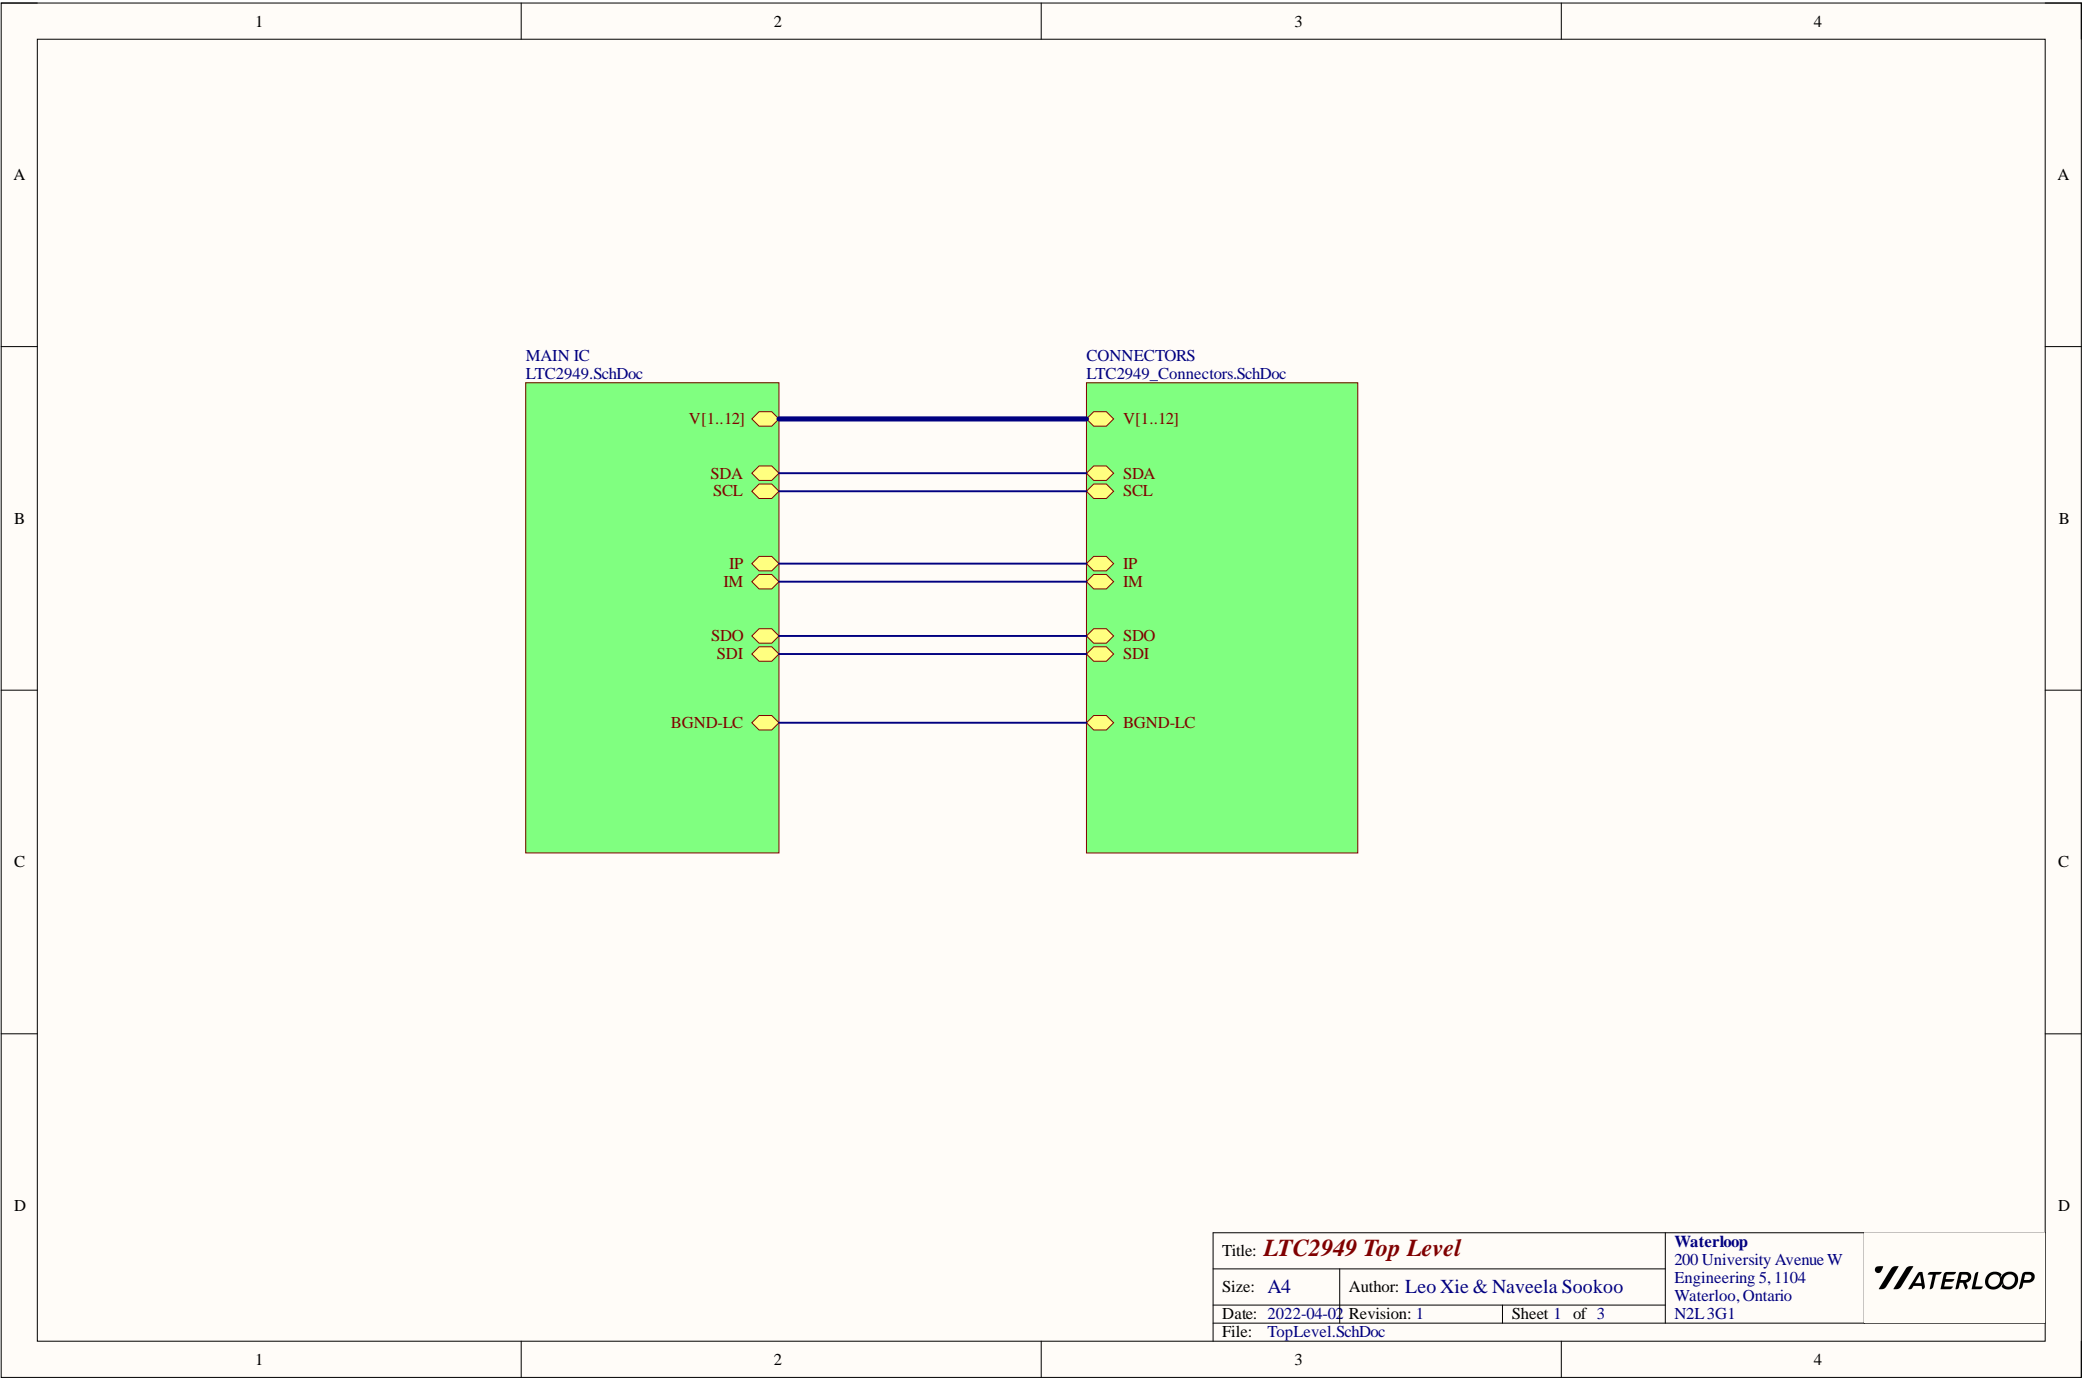 1 2 3 4
A A
MAIN IC
LTC2949.SchDoc
CONNECTORS
LTC2949_Connectors.SchDoc
V[1..12] V[1..12]
SDA SDA
SCL SCL
B B
IP IP
IM IM
SDO SDO
SDI SDI
BGND-LC BGND-LC
C C
D D
Title: LTC2949 Top Level
Size: A4 Author: Leo Xie & Naveela Sookoo
Date: 2022-04-02 Revision: 1 Sheet 1 of 3
File: TopLevel.SchDoc
Waterloop
200 University Avenue W
Engineering 5, 1104
Waterloo, Ontario
N2L 3G1
WATERLOOP
1 2 3 4